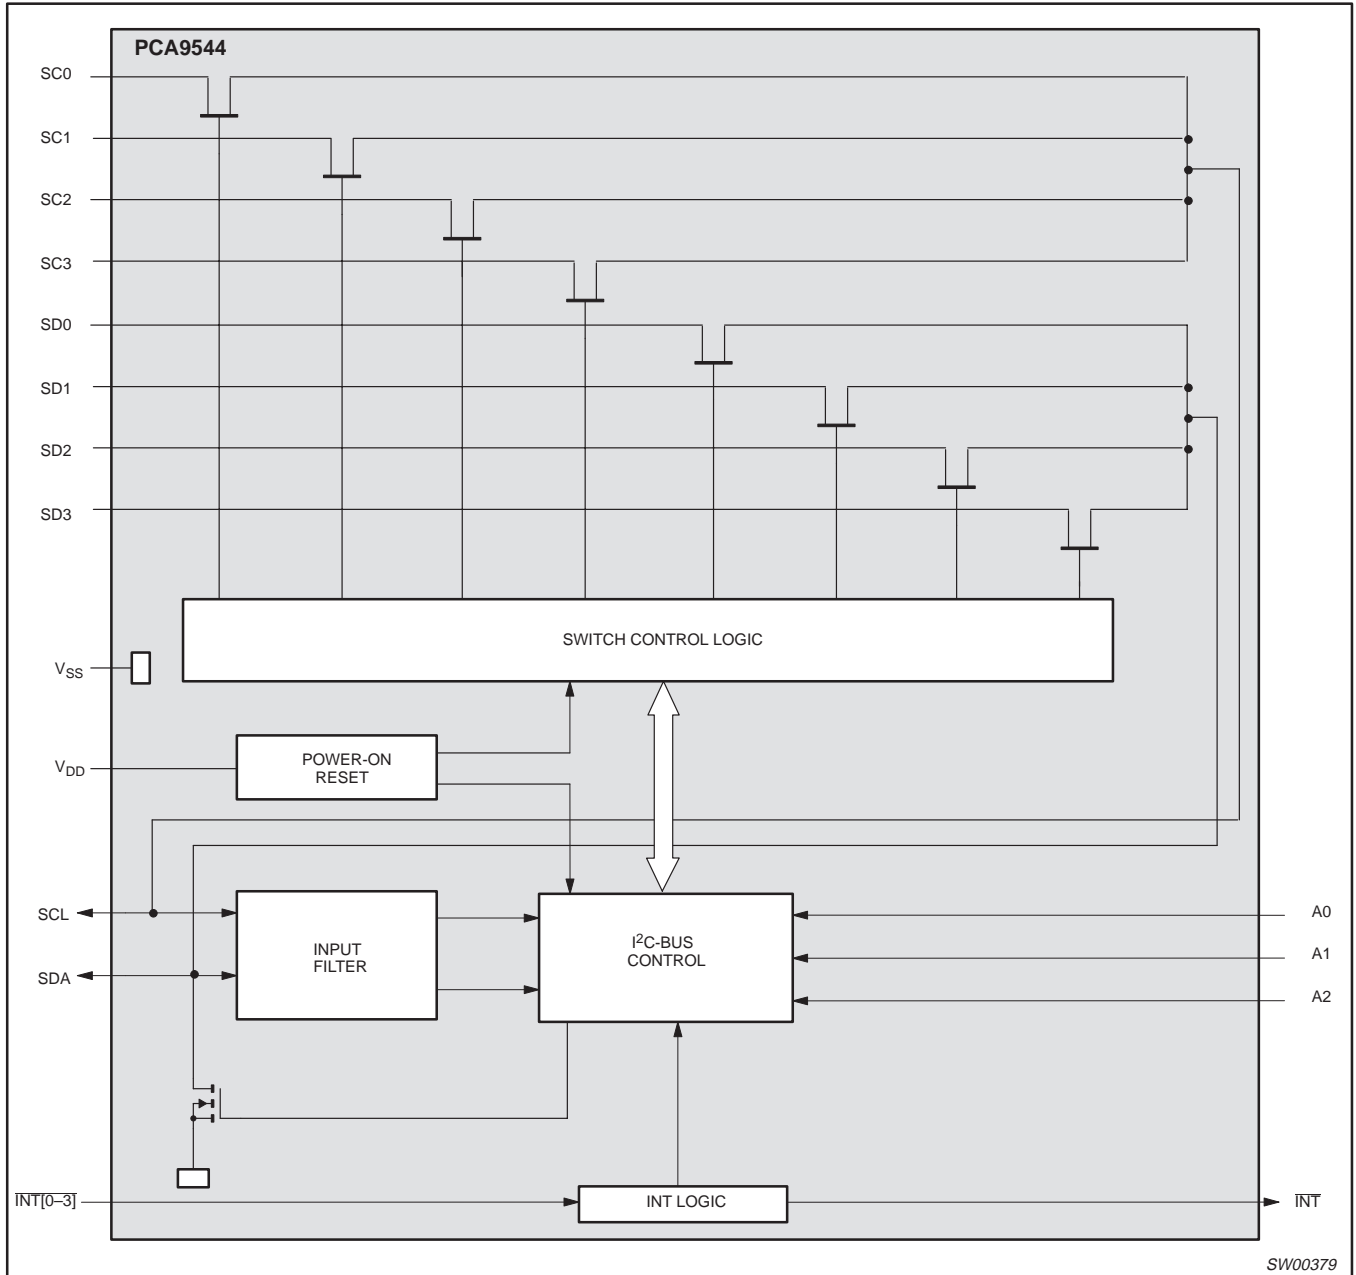 PCA9544
SC0
SC1
SC2
SC3
SD0
SD1
SD2
SD3
SWITCH CONTROL LOGIC
VSS
VDD
POWER-ON
RESET
SCL
SDA
INPUT
FILTER
I²C-BUS
CONTROL
A0
A1
A2
INT[0–3]
INT LOGIC
INT
SW00379